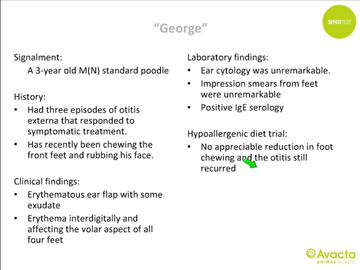 "George"
SENSITEST
Signalment:
A 3-year old M(N) standard poodle
History:
• Had three episodes of otitis
externa that responded to
symptomatic treatment.
• Has recently been chewing the
front feet and rubbing his face.
Clinical findings:
• Erythematous ear flap with some
exudate
• Erythema interdigitally and
affecting the volar aspect of all
four feet
Laboratory findings:
• Ear cytology was unremarkable.
• Impression smears from feet
were unremarkable
• Positive IgE serology
Hypoallergenic diet trial:
• No appreciable reduction in foot
chewing and the otitis still
recurred
Avacta
ANIMAL HEALTH